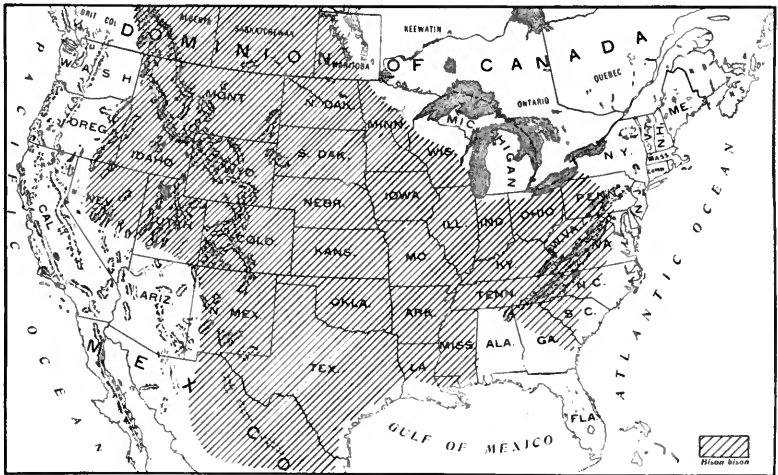 BRIT COL
ALBERTA
SASKATCHEWAN
MANITOBA
KEEWATIN
ONTARIO
QUEBEC
N B
DOMINION OF CANADA
WASH
MONT
N. DAK.
MINN.
MICHIGAN
ME.
OREG
IDAHO
WYO
S. DAK.
WIS.
N.Y.
V T
N H
MASS
CONN
NEV
UTAH
COLO
NEBR.
IOWA
ILL.
IND
OHIO
PEN
N J
CAL
KANS.
MO
KY.
W.VA.
VA
ARIZ
N MEX.
OKLA.
ARK.
TENN.
N.C.
S C.
TEX.
LA
MISS
ALA.
GA.
FLA
MEXICO
PACIFIC OCEAN
ATLANTIC OCEAN
GULF OF MEXICO
Bison bison